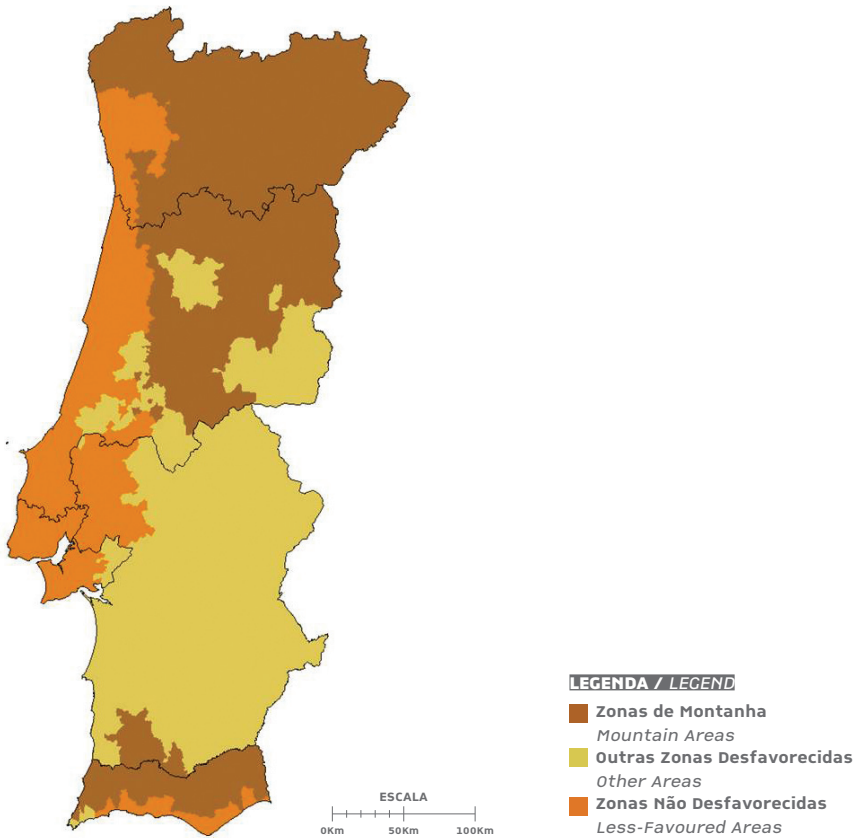 ESCALA
0Km 50Km 100Km
LEGENDA / LEGEND
Zonas de Montanha
Mountain Areas
Outras Zonas Desfavorecidas
Other Areas
Zonas Não Desfavorecidas
Less-Favoured Areas